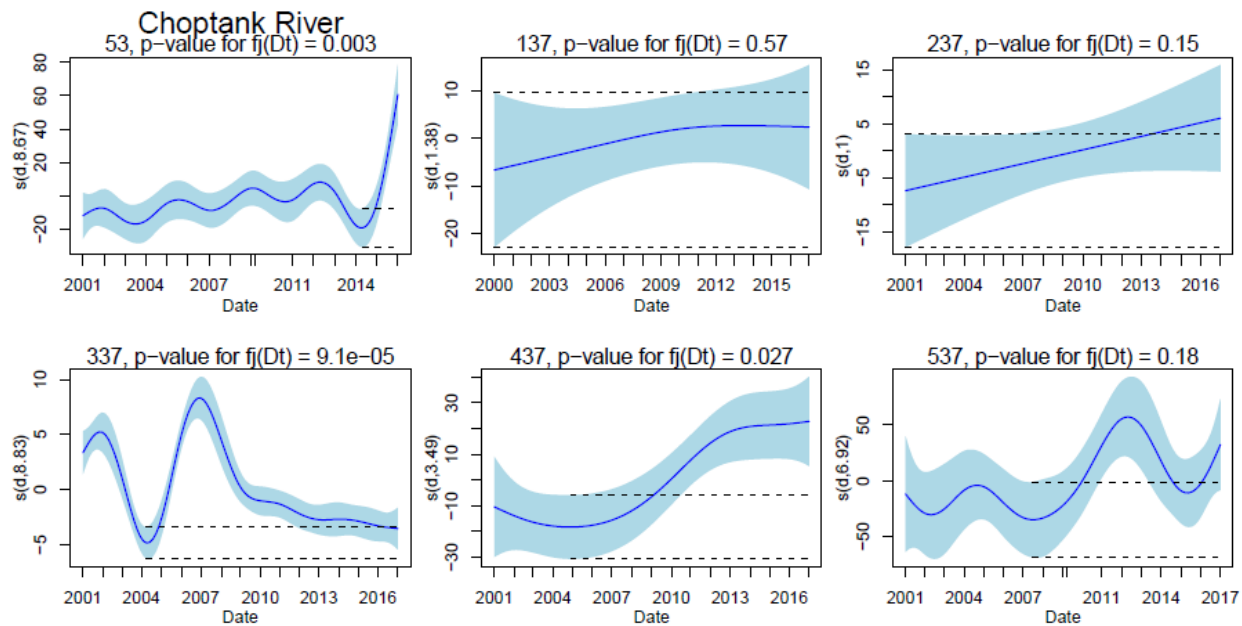 Choptank River
53, p-value for fj(Dt) = 0.003
s(d,8.67)
80
60
40
20
-20
2001 2004 2007 2011 2014
Date
137, p-value for fj(Dt) = 0.57
s(d,1.38)
10
0
-10
-20
2000 2003 2006 2009 2012 2015
Date
237, p-value for fj(Dt) = 0.15
s(d,1)
15
5
-5
-15
2001 2004 2007 2010 2013 2016
Date
337, p-value for fj(Dt) = 9.1e-05
s(d,8.83)
10
5
0
-5
2001 2004 2007 2010 2013 2016
Date
437, p-value for fj(Dt) = 0.027
s(d,3.49)
30
10
-10
-30
2001 2004 2007 2010 2013 2016
Date
537, p-value for fj(Dt) = 0.18
s(d,6.92)
50
0
-50
2001 2004 2007 2011 2014 2017
Date